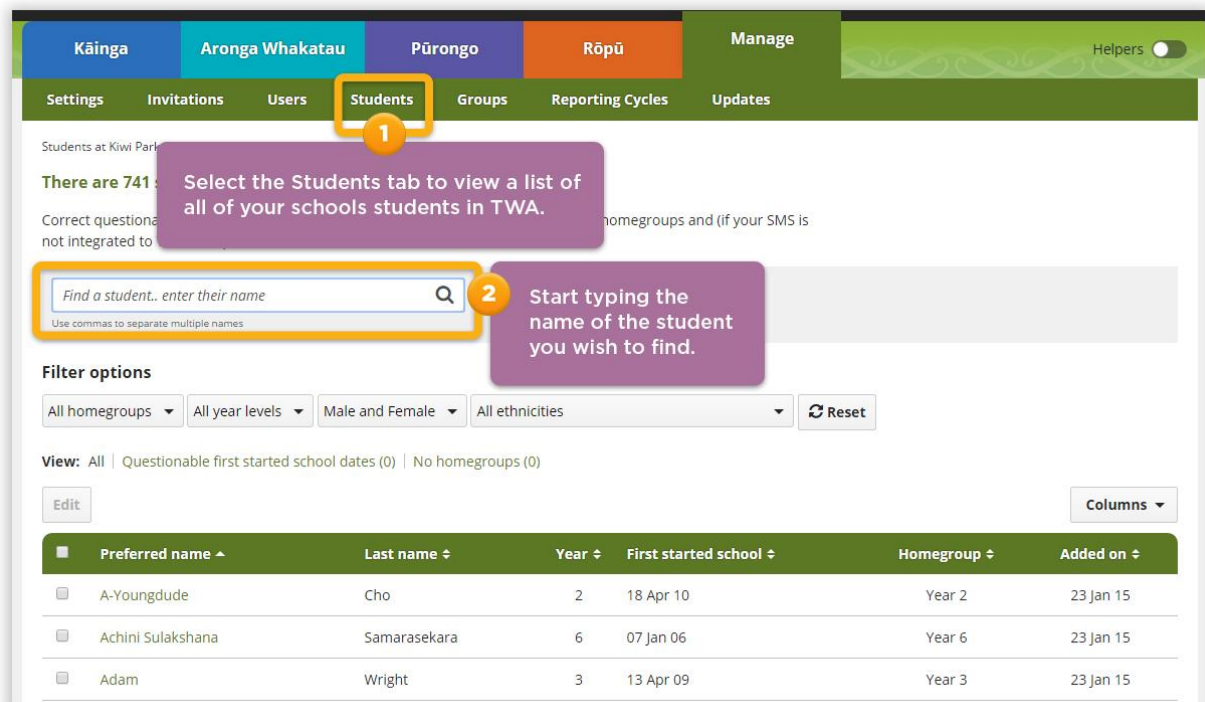 Kāinga Aronga Whakatau Pūrongo Rōpū Manage Helpers
Settings Invitations Users Students Groups Reporting Cycles Updates
1
Students at Kiwi Park
There are 741
Select the Students tab to view a list of
all of your schools students in TWA.
Correct questiona homegroups and (if your SMS is
not integrated to
Find a student.. enter their name
Use commas to separate multiple names
2
Start typing the
name of the student
you wish to find.
Filter options
All homegroups All year levels Male and Female All ethnicities Reset
View: All | Questionable first started school dates (0) | No homegroups (0)
Edit Columns
Preferred name Last name Year First started school Homegroup Added on
A-Youngdude Cho 2 18 Apr 10 Year 2 23 Jan 15
Achini Sulakshana Samarasekara 6 07 Jan 06 Year 6 23 Jan 15
Adam Wright 3 13 Apr 09 Year 3 23 Jan 15